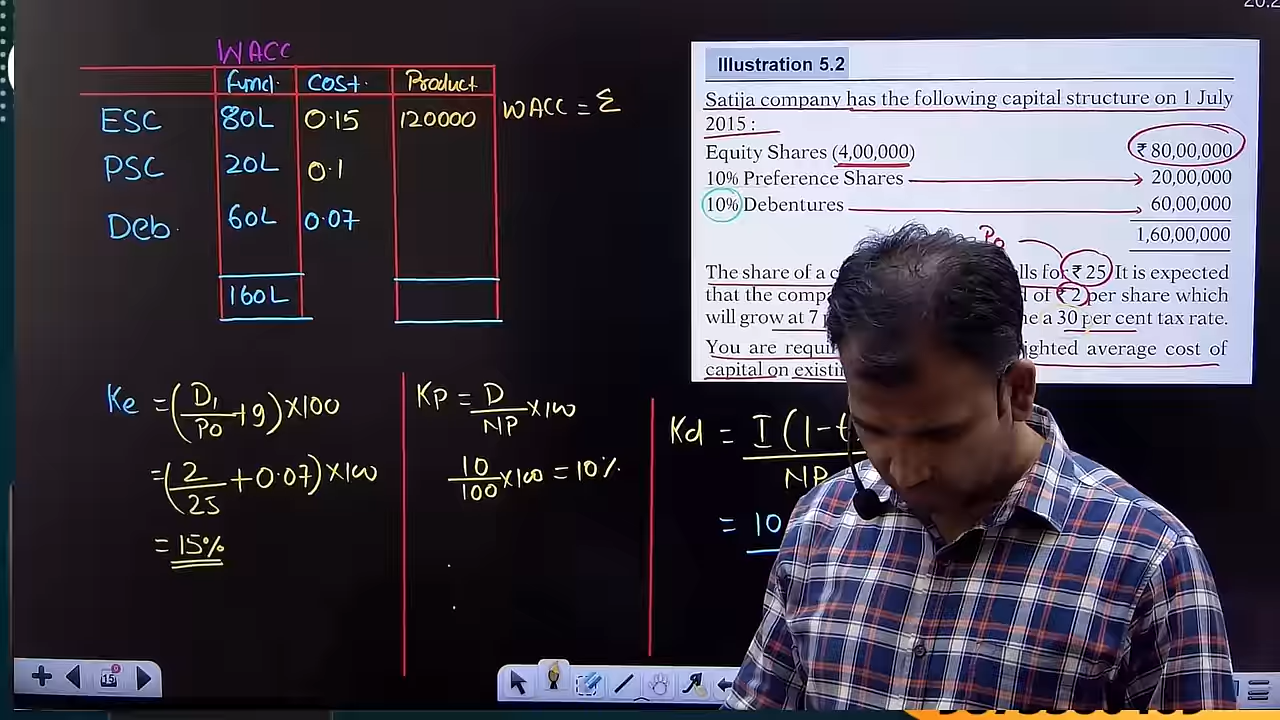 WACC
Fund. Cost. Product
ESC 80L 0.15 120000
WACC = Σ
PSC 20L 0.1
Deb. 60L 0.07
160L
Illustration 5.2
Satija company has the following capital structure on 1 July
2015 :
Equity Shares (4,00,000) ₹ 80,00,000
10% Preference Shares 20,00,000
10% Debentures 60,00,000
1,60,00,000
Po
The share of a lls for ₹ 25. It is expected
that the of ₹ 2 per share which
will grow at 7 a 30 per cent tax rate.
You are average cost of
capital on
Ke = (D1/Po + g) × 100
= (2/25 + 0.07) × 100
= 15%
Kp = D/NP × 100
10/100 × 100 = 10%
Kd = I (1-t
NP
= 10
15